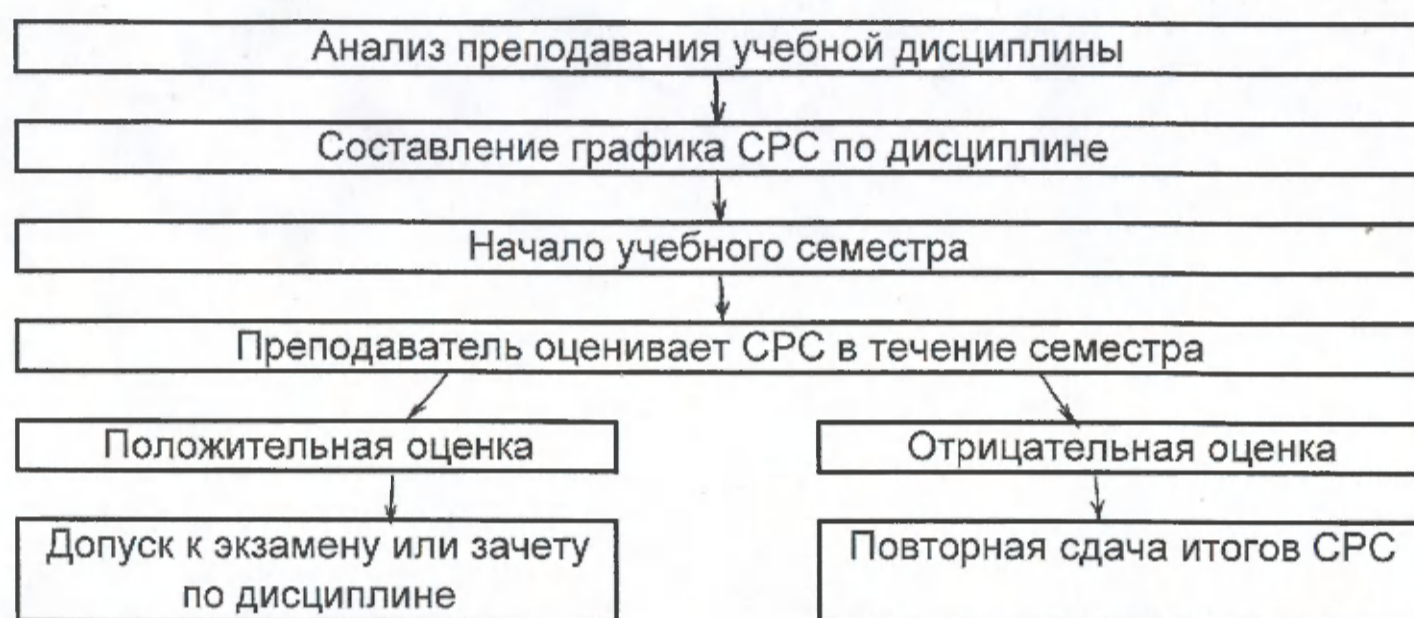 Анализ преподавания учебной дисциплины
Составление графика СРС по дисциплине
Начало учебного семестра
Преподаватель оценивает СРС в течение семестра
Положительная оценка
Отрицательная оценка
Допуск к экзамену или зачету
по дисциплине
Повторная сдача итогов СРС